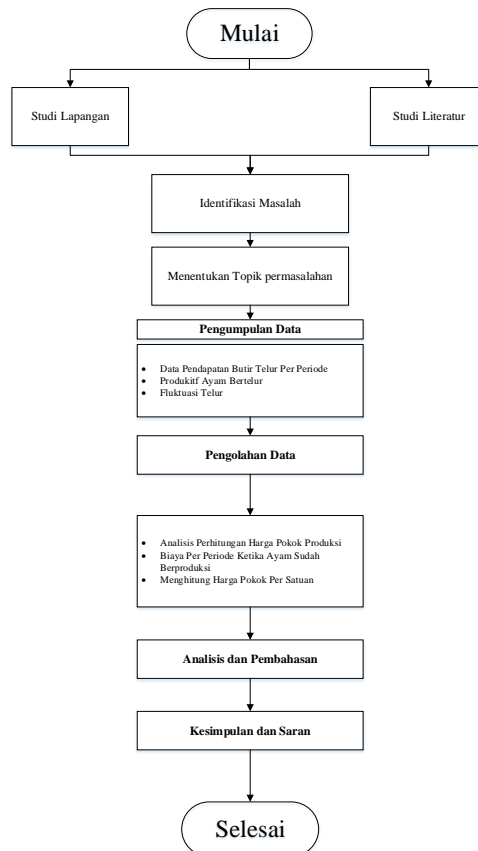 Mulai
Studi Lapangan
Studi Literatur
Identifikasi Masalah
Menentukan Topik permasalahan
Pengumpulan Data
• Data Pendapatan Butir Telur Per Periode
• Produkitf Ayam Bertelur
• Fluktuasi Telur
Pengolahan Data
• Analisis Perhitungan Harga Pokok Produksi
• Biaya Per Periode Ketika Ayam Sudah
Berproduksi
• Menghitung Harga Pokok Per Satuan
Analisis dan Pembahasan
Kesimpulan dan Saran
Selesai